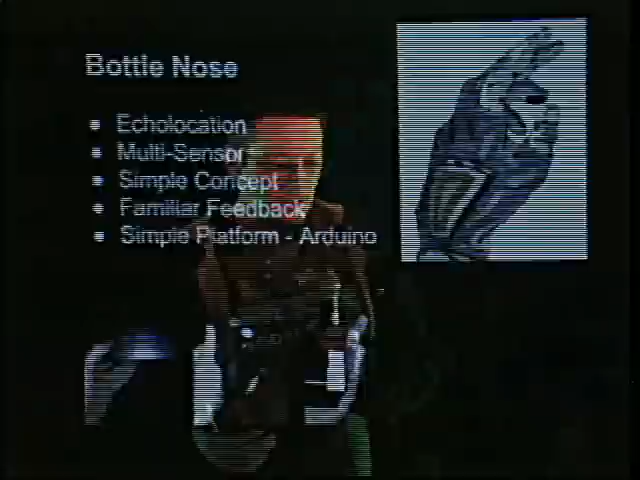 Bottle Nose
Echolocation
Multi-Sensor
Simple Concept
Familiar Feedback
Simple Platform - Arduino